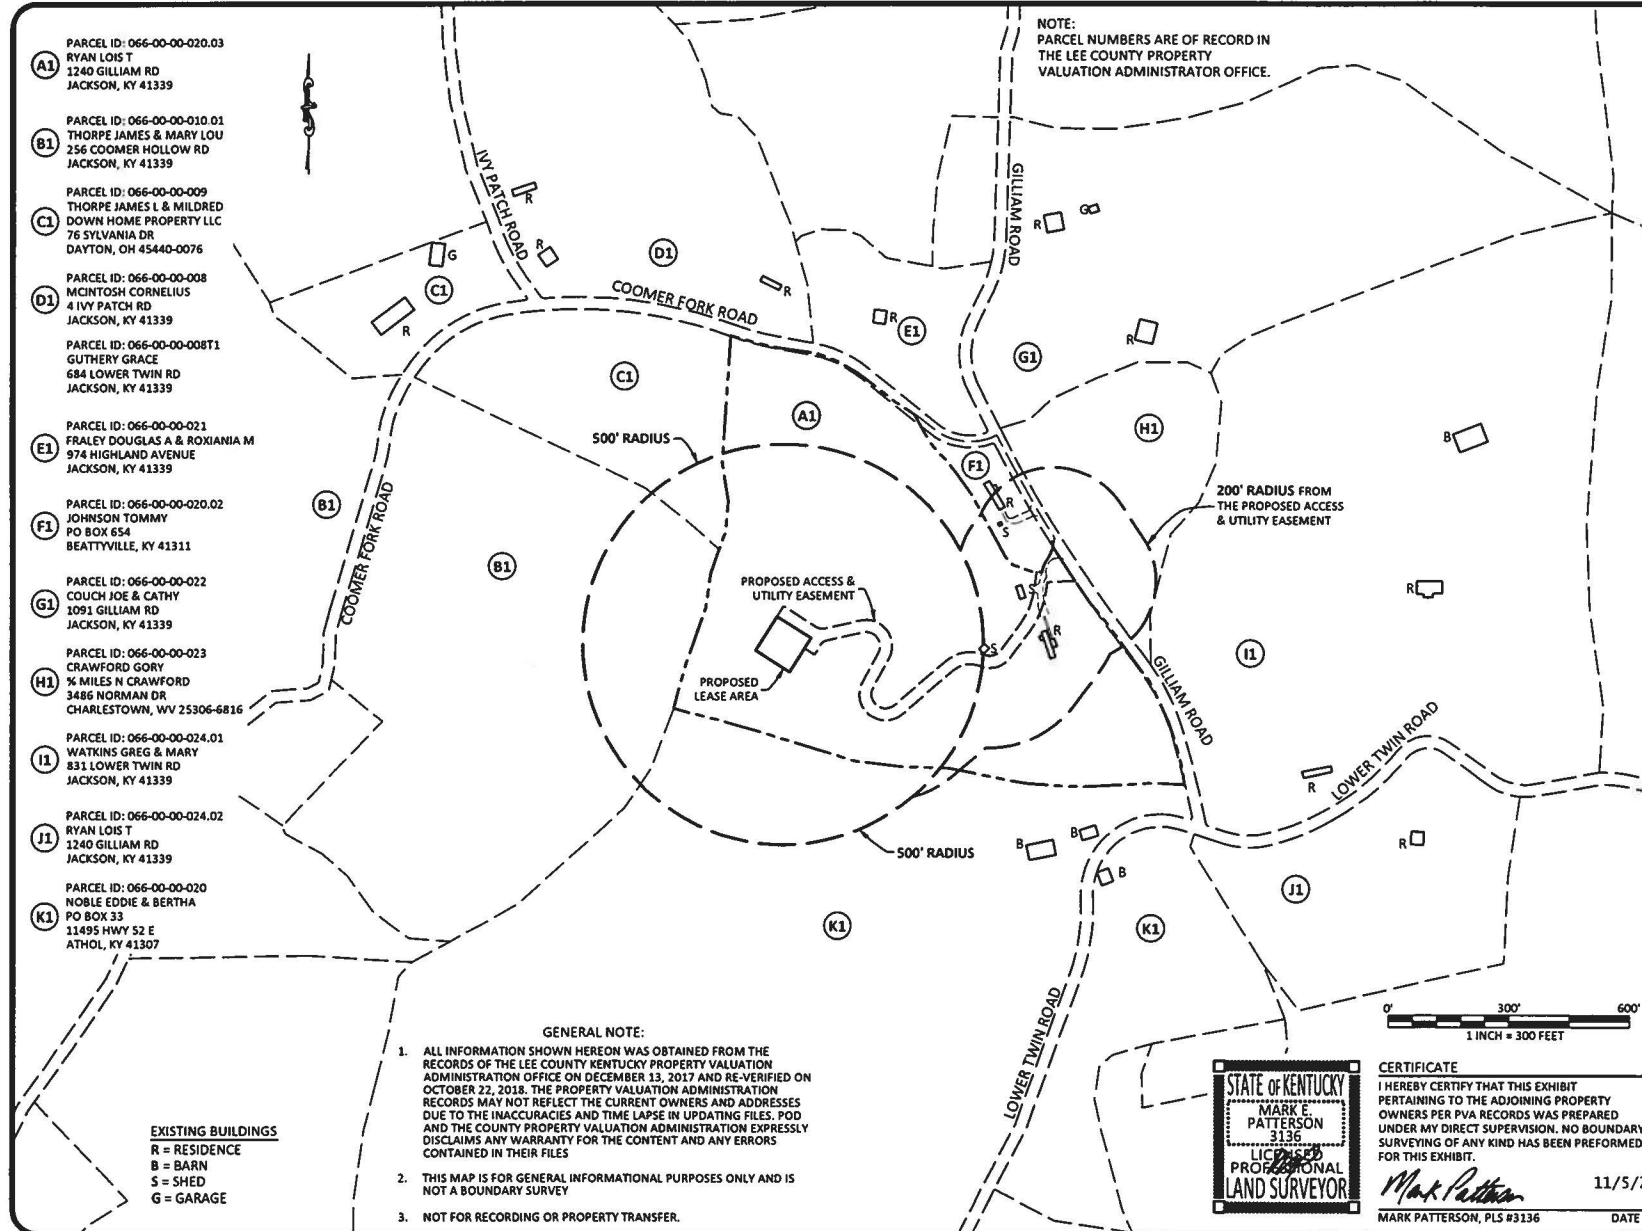 A1
PARCEL ID: 066-00-00-020.03
RYAN LOIS T
1240 GILLIAM RD
JACKSON, KY 41339
B1
PARCEL ID: 066-00-00-010.01
THORPE JAMES & MARY LOU
256 COOMER HOLLOW RD
JACKSON, KY 41339
C1
PARCEL ID: 066-00-00-009
THORPE JAMES L & MILDRED
DOWN HOME PROPERTY LLC
76 SYLVANIA DR
DAYTON, OH 45440-0076
D1
PARCEL ID: 066-00-00-008
MCINTOSH CORNELIUS
4 IVY PATCH RD
JACKSON, KY 41339
PARCEL ID: 066-00-00-008T1
GUTHERY GRACE
684 LOWER TWIN RD
JACKSON, KY 41339
E1
PARCEL ID: 066-00-00-021
FRALEY DOUGLAS A & ROXIANIA M
974 HIGHLAND AVENUE
JACKSON, KY 41339
F1
PARCEL ID: 066-00-00-020.02
JOHNSON TOMMY
PO BOX 654
BEATTYVILLE, KY 41311
G1
PARCEL ID: 066-00-00-022
COUCH JOE & CATHY
1091 GILLIAM RD
JACKSON, KY 41339
H1
PARCEL ID: 066-00-00-023
CRAWFORD GORY
% MILES N CRAWFORD
3486 NORMAN DR
CHARLESTOWN, WV 25306-6816
I1
PARCEL ID: 066-00-00-024.01
WATKINS GREG & MARY
831 LOWER TWIN RD
JACKSON, KY 41339
J1
PARCEL ID: 066-00-00-024.02
RYAN LOIS T
1240 GILLIAM RD
JACKSON, KY 41339
K1
PARCEL ID: 066-00-00-020
NOBLE EDDIE & BERTHA
PO BOX 33
11495 HWY 52 E
ATHOL, KY 41307
NOTE:
PARCEL NUMBERS ARE OF RECORD IN
THE LEE COUNTY PROPERTY
VALUATION ADMINISTRATOR OFFICE.
IVY PATCH ROAD
GILLIAM ROAD
R
R
G
R
G
C1
R
D1
COOMER FORK ROAD
R
R
E1
G1
R
C1
A1
H1
B
500' RADIUS
F1
R
S
200' RADIUS FROM
THE PROPOSED ACCESS
& UTILITY EASEMENT
B1
COOMER FORK ROAD
B1
PROPOSED ACCESS &
UTILITY EASEMENT
S
R
S
R
I1
PROPOSED
LEASE AREA
GILLIAM ROAD
LOWER TWIN ROAD
R
B
B
B
R
500' RADIUS
J1
K1
K1
LOWER TWIN ROAD
0' 300' 600'
1 INCH = 300 FEET
GENERAL NOTE:
1. ALL INFORMATION SHOWN HEREON WAS OBTAINED FROM THE
RECORDS OF THE LEE COUNTY KENTUCKY PROPERTY VALUATION
ADMINISTRATION OFFICE ON DECEMBER 13, 2017 AND RE-VERIFIED ON
OCTOBER 22, 2018. THE PROPERTY VALUATION ADMINISTRATION
RECORDS MAY NOT REFLECT THE CURRENT OWNERS AND ADDRESSES
DUE TO THE INACCURACIES AND TIME LAPSE IN UPDATING FILES. POD
AND THE COUNTY PROPERTY VALUATION ADMINISTRATION EXPRESSLY
DISCLAIMS ANY WARRANTY FOR THE CONTENT AND ANY ERRORS
CONTAINED IN THEIR FILES
2. THIS MAP IS FOR GENERAL INFORMATIONAL PURPOSES ONLY AND IS
NOT A BOUNDARY SURVEY
3. NOT FOR RECORDING OR PROPERTY TRANSFER.
EXISTING BUILDINGS
R = RESIDENCE
B = BARN
S = SHED
G = GARAGE
STATE OF KENTUCKY
MARK E.
PATTERSON
3136
LICENSED
PROFESSIONAL
LAND SURVEYOR
CERTIFICATE
I HEREBY CERTIFY THAT THIS EXHIBIT
PERTAINING TO THE ADJOINING PROPERTY
OWNERS PER PVA RECORDS WAS PREPARED
UNDER MY DIRECT SUPERVISION. NO BOUNDARY
SURVEYING OF ANY KIND HAS BEEN PREFORMED
FOR THIS EXHIBIT.
Mark Patterson 11/5/2
MARK PATTERSON, PLS #3136 DATE